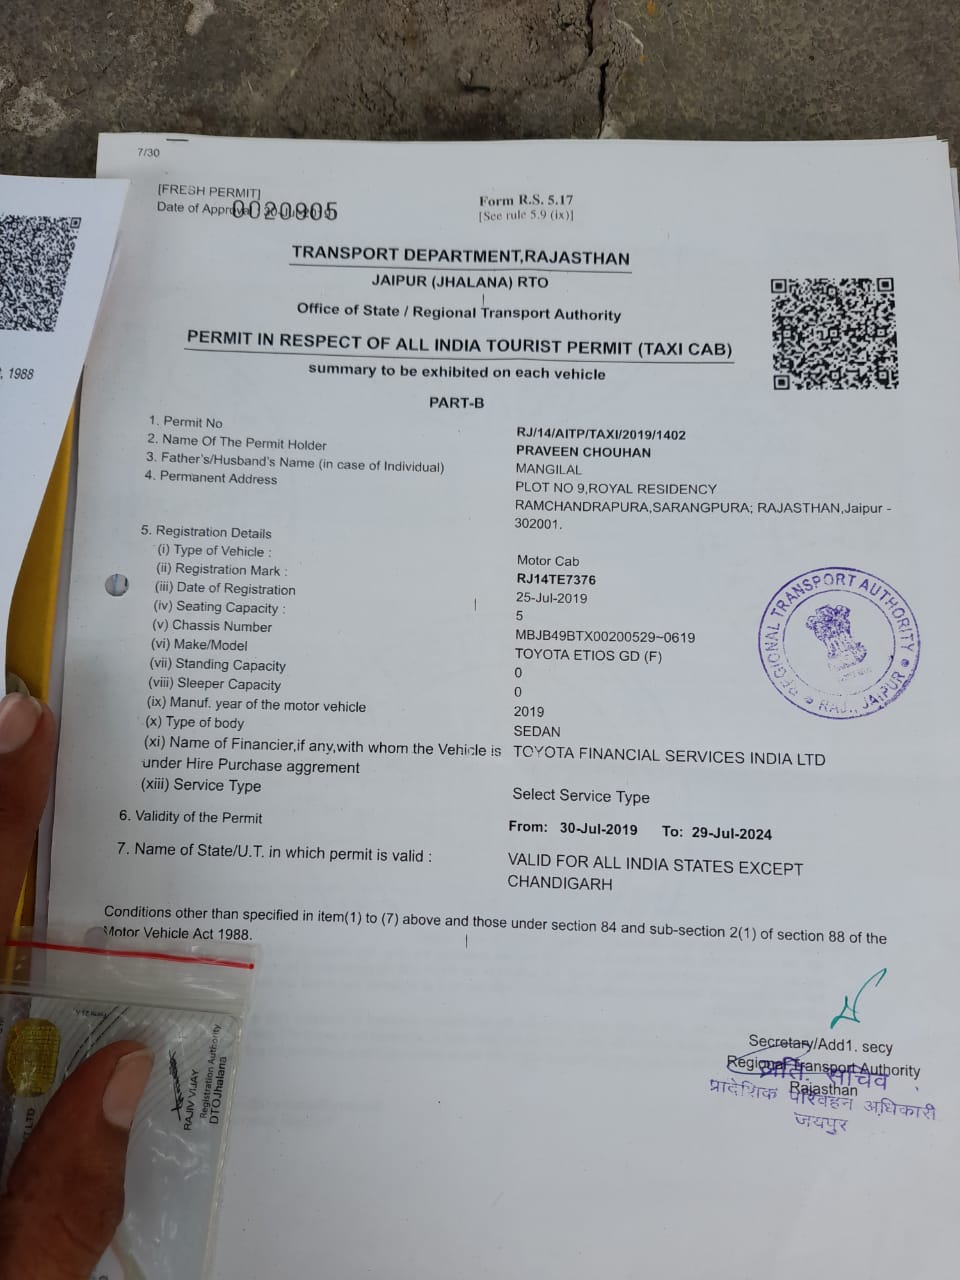 7/30
[FRESH PERMIT]
Date of Approval
0020905
Form R.S. 5.17
[See rule 5.9 (ix)]
TRANSPORT DEPARTMENT,RAJASTHAN
JAIPUR (JHALANA) RTO
Office of State / Regional Transport Authority
PERMIT IN RESPECT OF ALL INDIA TOURIST PERMIT (TAXI CAB)
summary to be exhibited on each vehicle
PART-B
, 1988
1. Permit No RJ/14/AITP/TAXI/2019/1402
2. Name Of The Permit Holder PRAVEEN CHOUHAN
3. Father's/Husband's Name (in case of Individual) MANGILAL
4. Permanent Address PLOT NO 9,ROYAL RESIDENCY
RAMCHANDRAPURA,SARANGPURA; RAJASTHAN,Jaipur -
302001.
5. Registration Details
(i) Type of Vehicle : Motor Cab
(ii) Registration Mark : RJ14TE7376
(iii) Date of Registration 25-Jul-2019
(iv) Seating Capacity : 5
(v) Chassis Number MBJB49BTX00200529~0619
(vi) Make/Model TOYOTA ETIOS GD (F)
(vii) Standing Capacity 0
(viii) Sleeper Capacity 0
(ix) Manuf. year of the motor vehicle 2019
(x) Type of body SEDAN
(xi) Name of Financier,if any,with whom the Vehicle is TOYOTA FINANCIAL SERVICES INDIA LTD
under Hire Purchase aggrement
(xiii) Service Type Select Service Type
6. Validity of the Permit From: 30-Jul-2019 To: 29-Jul-2024
7. Name of State/U.T. in which permit is valid : VALID FOR ALL INDIA STATES EXCEPT
CHANDIGARH
Conditions other than specified in item(1) to (7) above and those under section 84 and sub-section 2(1) of section 88 of the
Motor Vehicle Act 1988.
REGIONAL TRANSPORT AUTHORITY
RAJ., JAIPUR
Secretary/Add1. secy
Regional Transport Authority
Rajasthan
अति. सचिव
प्रादेशिक परिवहन अधिकारी
जयपुर
RAJIV VIJAY
Registration Authority
DTOJhalana